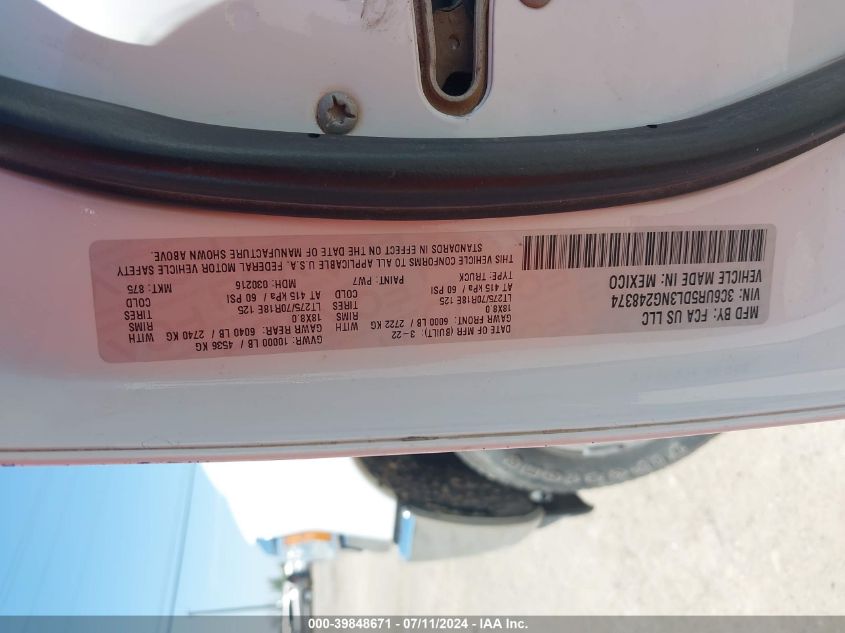 MFD BY: FCA US LLC
DATE OF MFR (BUILT): 3-22
GVWR: 10000 LB / 4536 KG
GAWR FRONT: 6000 LB / 2722 KG WITH
GAWR REAR: 6040 LB / 2740 KG WITH
18X8.0 RIMS
18X8.0 RIMS
LT275/70R18E 125 TIRES
LT275/70R18E 125 TIRES
AT 415 kPa / 60 PSI COLD
AT 415 kPa / 60 PSI COLD
VIN: 3C6UR5DL3NG248374
TYPE: TRUCK
PAINT: PW7
MDH: 030216
MKT: 875
VEHICLE MADE IN: MEXICO
THIS VEHICLE CONFORMS TO ALL APPLICABLE U.S.A. FEDERAL MOTOR VEHICLE SAFETY
STANDARDS IN EFFECT ON THE DATE OF MANUFACTURE SHOWN ABOVE.
000-39848671 - 07/11/2024 - IAA Inc.